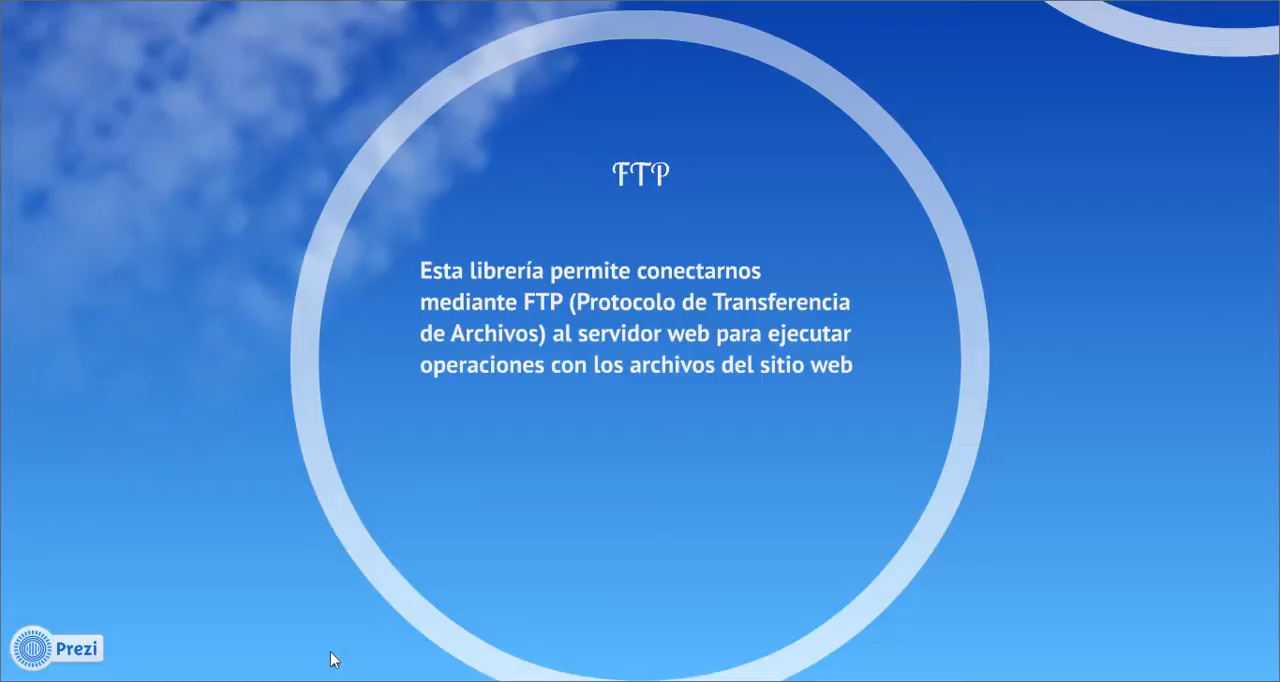 FTP
Esta librería permite conectarnos
mediante FTP (Protocolo de Transferencia
de Archivos) al servidor web para ejecutar
operaciones con los archivos del sitio web
Prezi